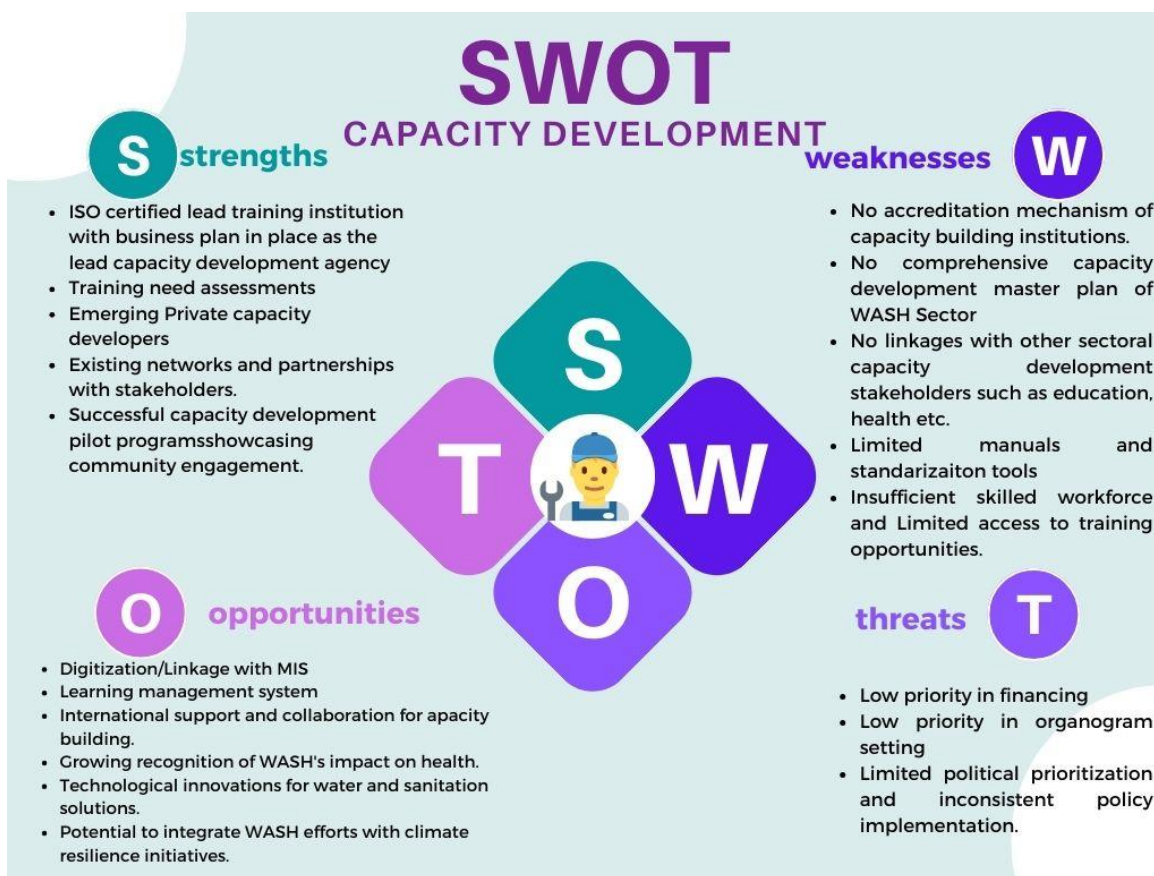 SWOT
CAPACITY DEVELOPMENT
S strengths
• ISO certified lead training institution
with business plan in place as the
lead capacity development agency
• Training need assessments
• Emerging Private capacity
developers
• Existing networks and partnerships
with stakeholders.
• Successful capacity development
pilot programsshowcasing
community engagement.
weaknesses W
• No accreditation mechanism of
capacity building institutions.
• No comprehensive capacity
development master plan of
WASH Sector
• No linkages with other sectoral
capacity development
stakeholders such as education,
health etc.
• Limited manuals and
standarizaiton tools
• Insufficient skilled workforce
and Limited access to training
opportunities.
S
T W
O
O opportunities
• Digitization/Linkage with MIS
• Learning management system
• International support and collaboration for apacity
building.
• Growing recognition of WASH's impact on health.
• Technological innovations for water and sanitation
solutions.
• Potential to integrate WASH efforts with climate
resilience initiatives.
threats T
• Low priority in financing
• Low priority in organogram
setting
• Limited political prioritization
and inconsistent policy
implementation.